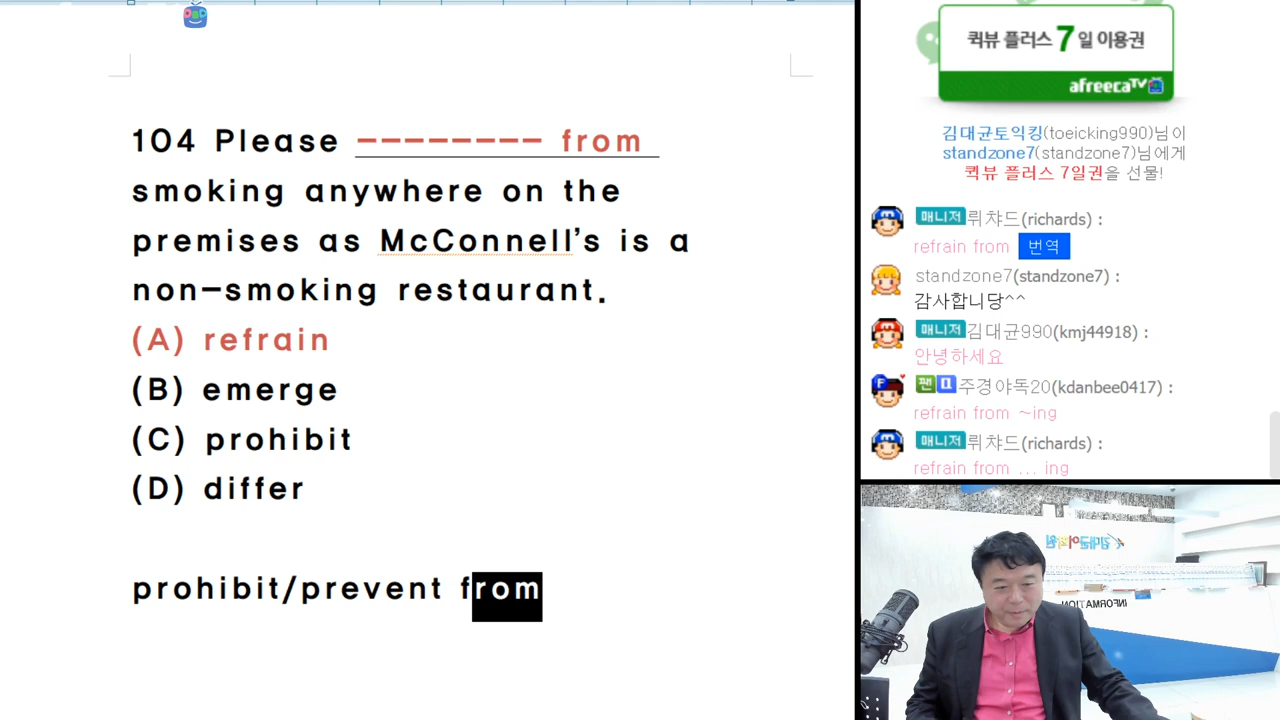 104 Please --------- from
smoking anywhere on the
premises as McConnell's is a
non-smoking restaurant.
(A) refrain
(B) emerge
(C) prohibit
(D) differ
prohibit/prevent from
퀵뷰 플러스 7일 이용권
afreecaTV
김대균토익킹(toeicking990)님이
standzone7(standzone7)님에게
퀵뷰 플러스 7일권을 선물!
매니저 뤼챠드(richards) :
refrain from 번역
standzone7(standzone7) :
감사합니당^^
매니저 김대균990(kmj44918) :
안녕하세요
팬 주경야독20(kdanbee0417) :
refrain from ~ing
매니저 뤼챠드(richards) :
refrain from ... ing
INFORMATION